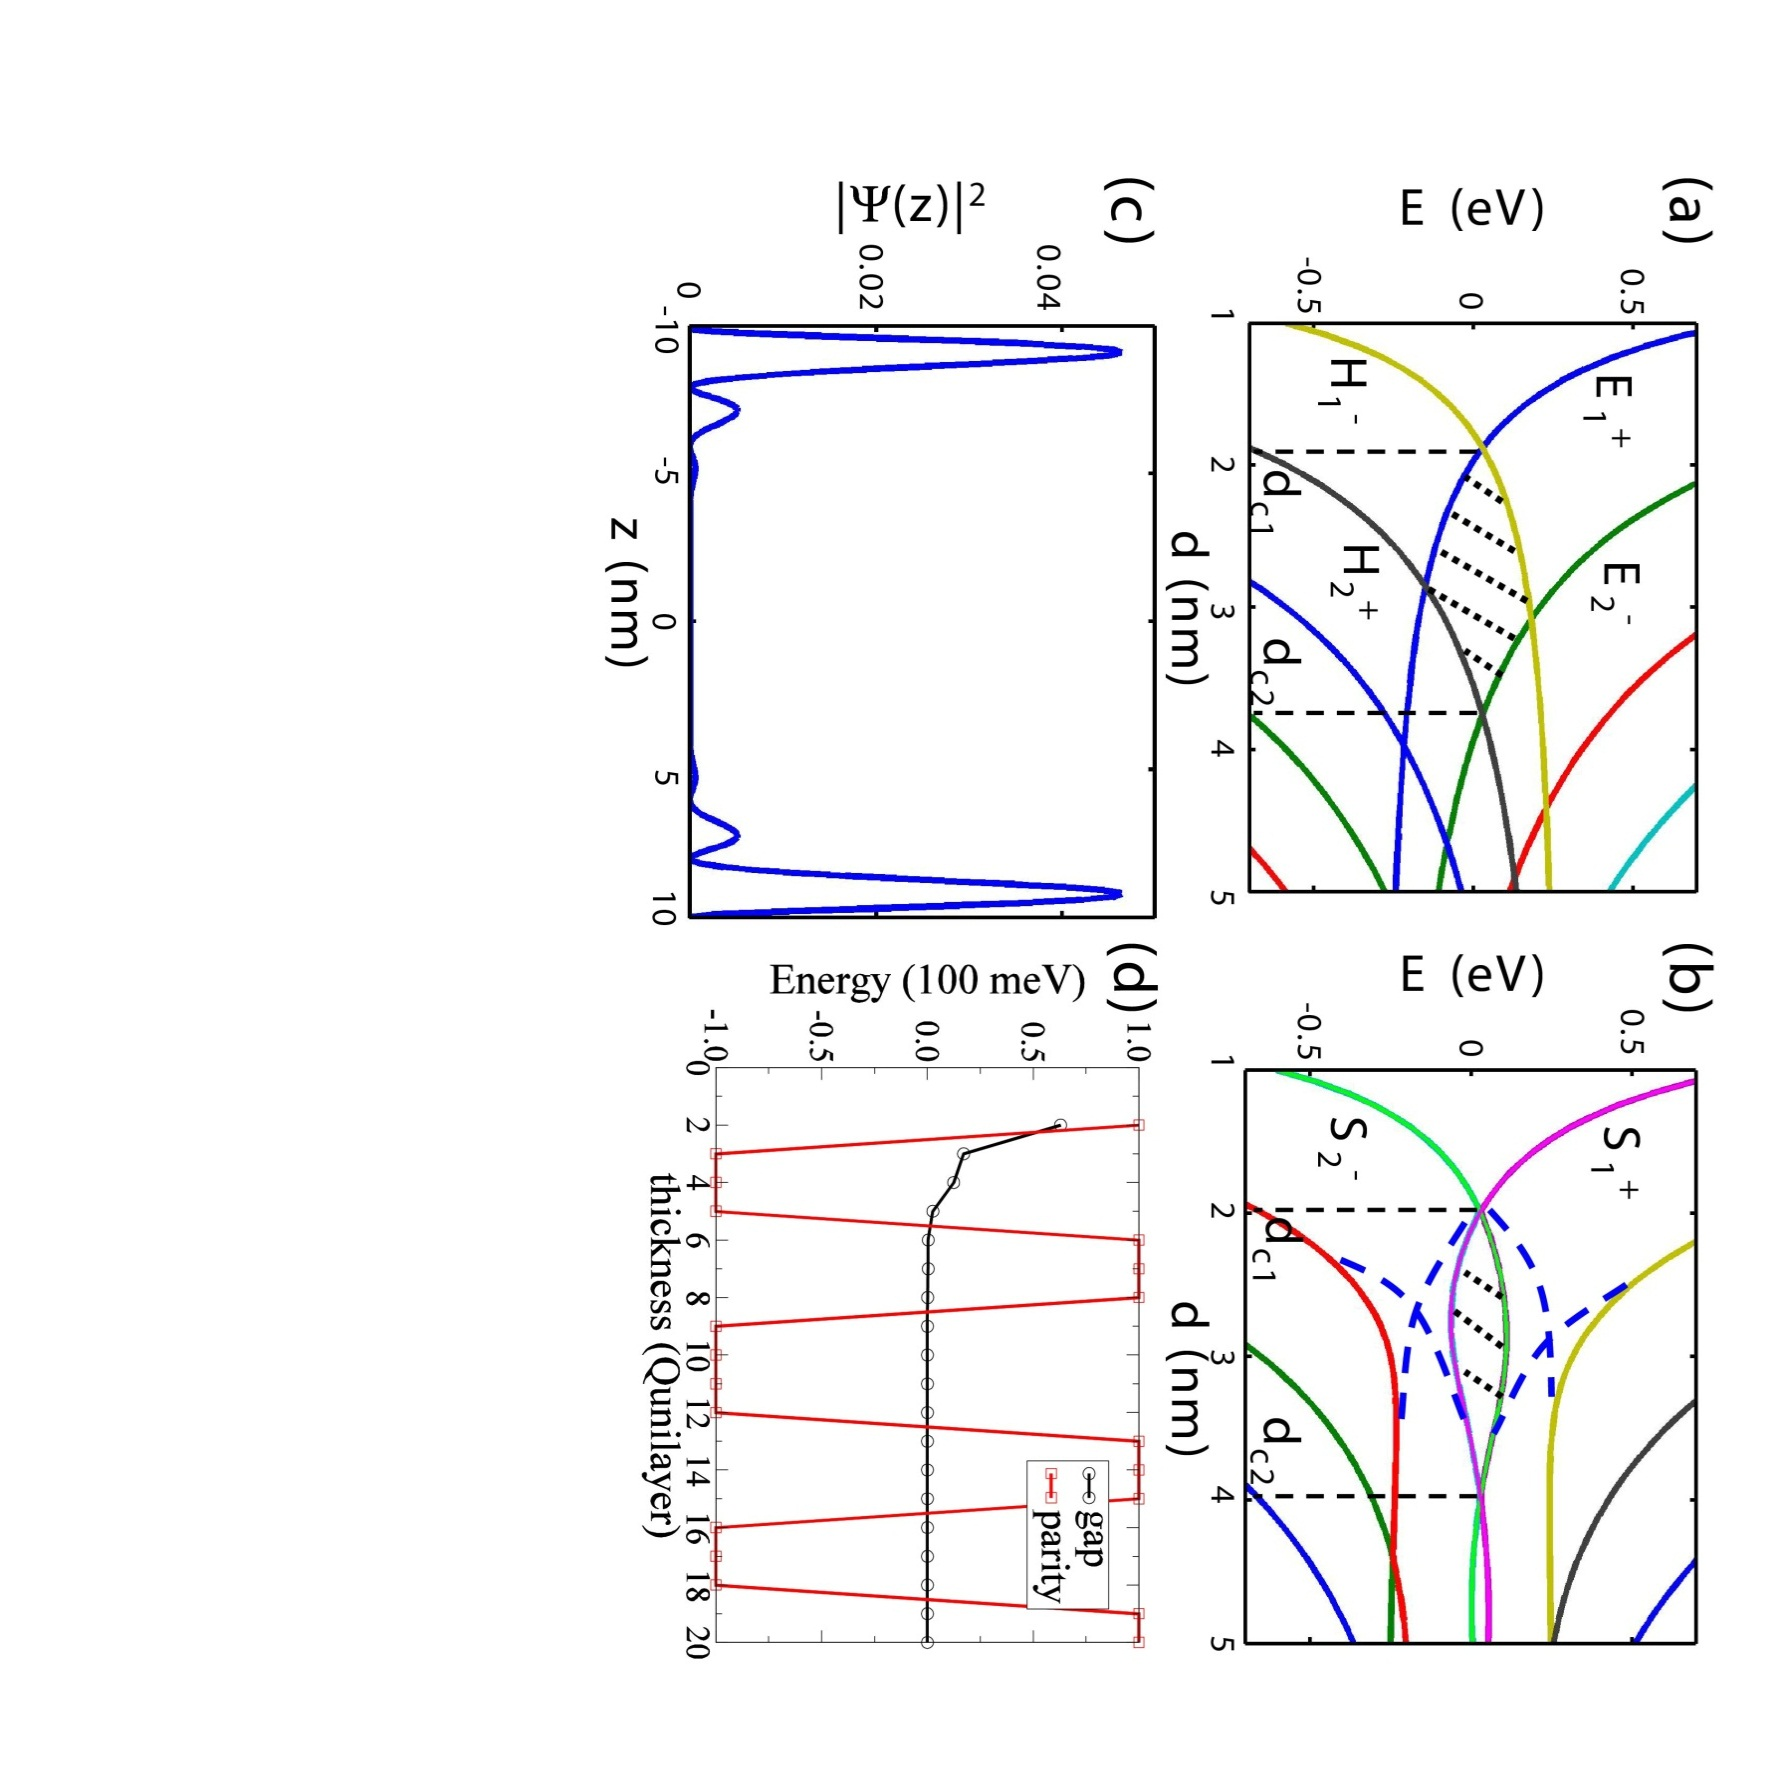 (a)
E (eV)
0.5
0
-0.5
1
2
3
4
5
d (nm)
E1+
E2-
H1-
H2+
dc1
dc2
(b)
E (eV)
0.5
0
-0.5
1
2
3
4
5
d (nm)
S1+
S2-
dc1
dc2
(c)
|Ψ(z)|2
0.04
0.02
0
-10
-5
0
5
10
z (nm)
(d)
Energy (100 meV)
1.0
0.5
0.0
-0.5
-1.0
0
2
4
6
8
10
12
14
16
18
20
thickness (Qunilayer)
gap
parity